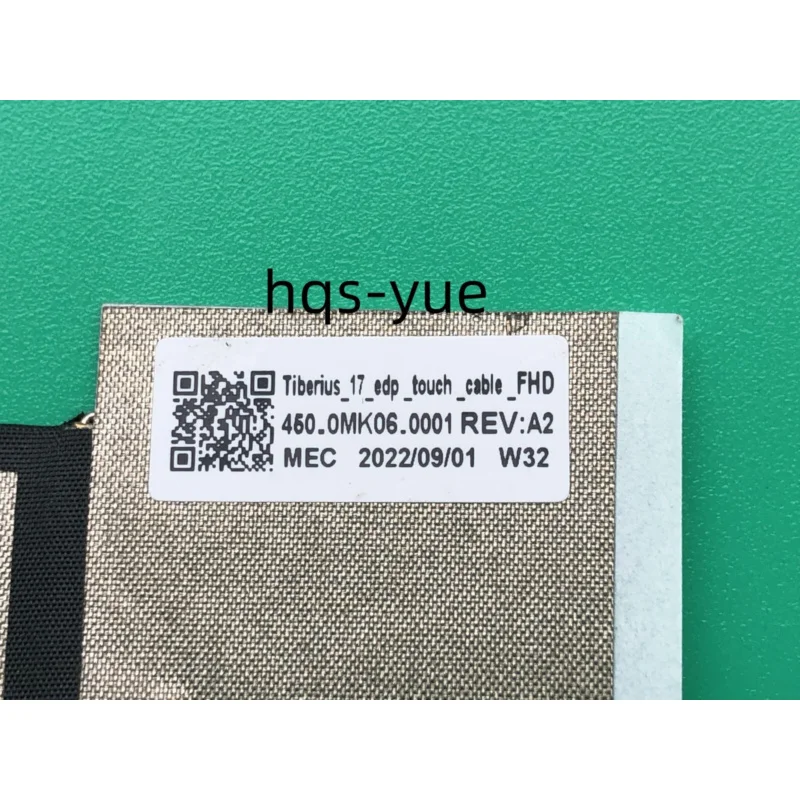 hqs-yue
Tiberius_17_edp_touch_cable_FHD
450.0MK06.0001 REV:A2
MEC 2022/09/01 W32